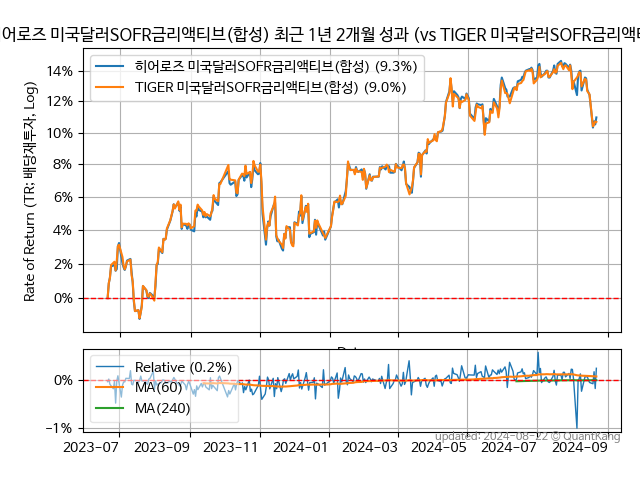 어로즈 미국달러SOFR금리액티브(합성) 최근 1년 2개월 성과 (vs TIGER 미국달러SOFR금리액티
히어로즈 미국달러SOFR금리액티브(합성) (9.3%)
TIGER 미국달러SOFR금리액티브(합성) (9.0%)
Rate of Return (TR: 배당재투자, Log)
14%
12%
10%
8%
6%
4%
2%
0%
Relative (0.2%)
MA(60)
MA(240)
0%
-1%
2023-07
2023-09
2023-11
2024-01
2024-03
2024-05
2024-07
2024-09
updated: 2024-08-22 © QuantKang